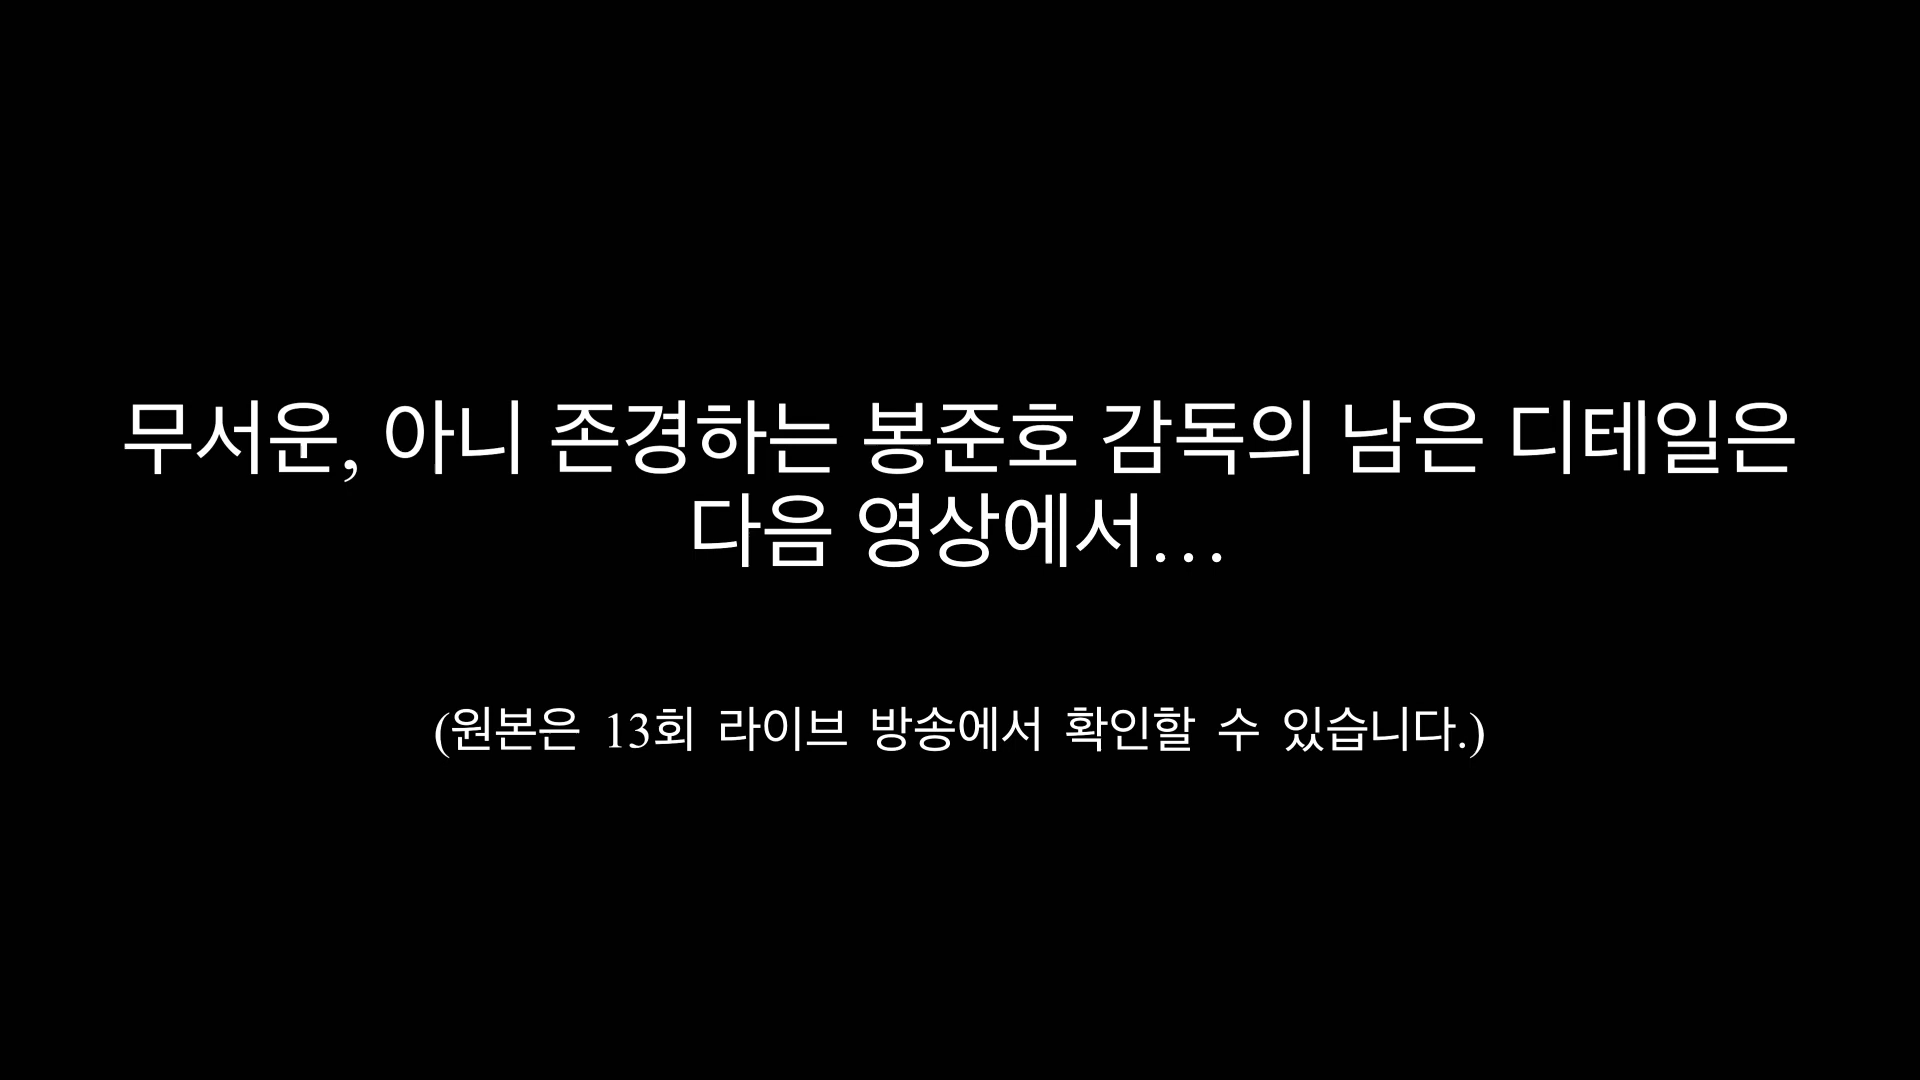 무서운, 아니 존경하는 봉준호 감독의 남은 디테일은
다음 영상에서...
(원본은 13회 라이브 방송에서 확인할 수 있습니다.)